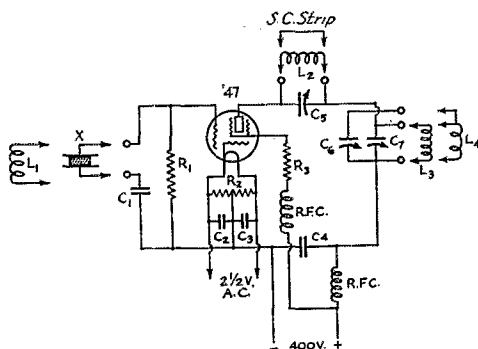 S.C. Strip
L2
'47
C5
X
L1
R1
C1
R2
R3
C6
C7
L3
L4
R.F.C.
C2
C3
C4
2½V.
A.C.
R.F.C.
- 400V. +